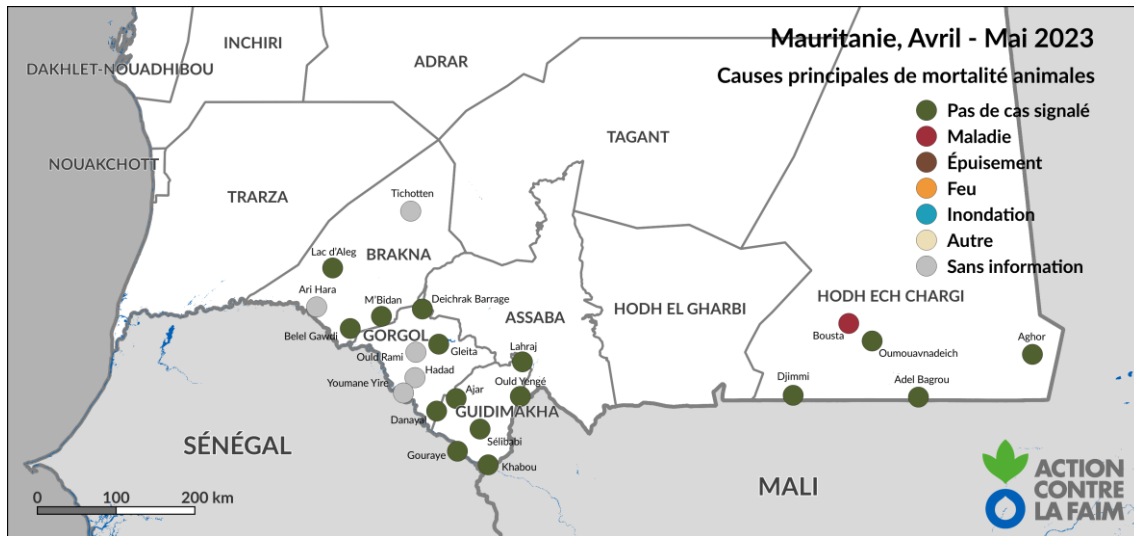 Mauritanie, Avril - Mai 2023
Causes principales de mortalité animales
Pas de cas signalé
Maladie
Épuisement
Feu
Inondation
Autre
Sans information
INCHIRI
DAKHLET-NOUADHIBOU
ADRAR
TAGANT
NOUAKCHOTT
TRARZA
Tichotten
BRAKNA
Lac d'Aleg
Ari Hara
M'Bidan
Deichrak Barrage
HODH EL GHARBI
HODH ECH CHARGI
ASSABA
Belel Gawdi
GORGOL
Gleita
Lahraj
Bousta
Oumouavnadeich
Aghor
Ould Rami
Hadad
Youmane Yire
Ajar
Ould Yengé
Djimmi
Adel Bagrou
Danayal
GUIDIMAKHA
Sélibabi
Gouraye
Khabou
SÉNÉGAL
MALI
0 100 200 km
ACTION
CONTRE
LA FAIM